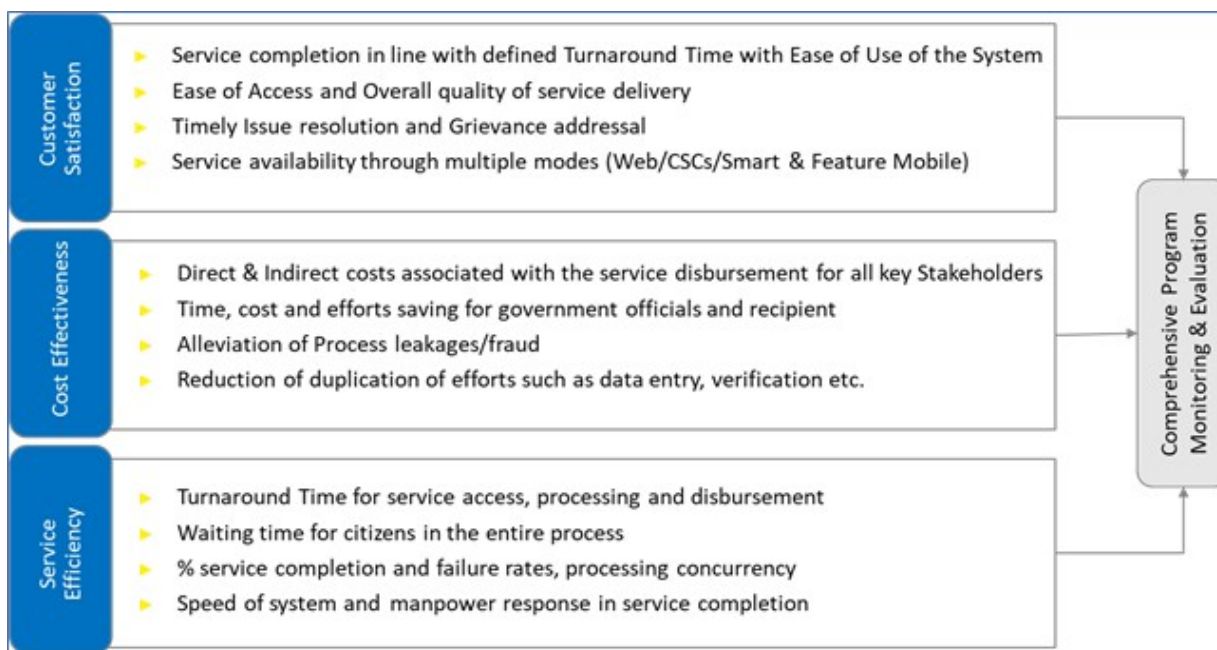 Customer
Satisfaction
Service completion in line with defined Turnaround Time with Ease of Use of the System
Ease of Access and Overall quality of service delivery
Timely Issue resolution and Grievance addressal
Service availability through multiple modes (Web/CSCs/Smart & Feature Mobile)
Cost Effectiveness
Direct & Indirect costs associated with the service disbursement for all key Stakeholders
Time, cost and efforts saving for government officials and recipient
Alleviation of Process leakages/fraud
Reduction of duplication of efforts such as data entry, verification etc.
Service
Efficiency
Turnaround Time for service access, processing and disbursement
Waiting time for citizens in the entire process
% service completion and failure rates, processing concurrency
Speed of system and manpower response in service completion
Comprehensive Program
Monitoring & Evaluation